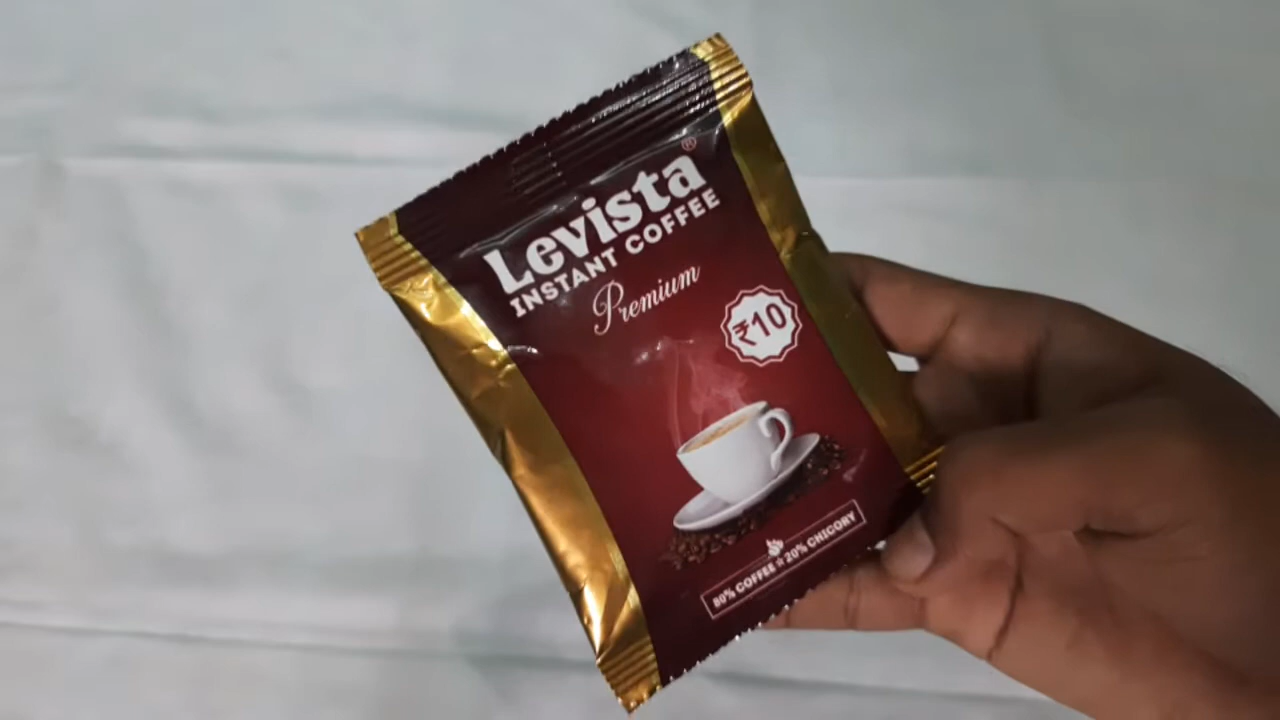 Levista®
INSTANT COFFEE
Premium
₹10
80% COFFEE ☆ 20% CHICORY